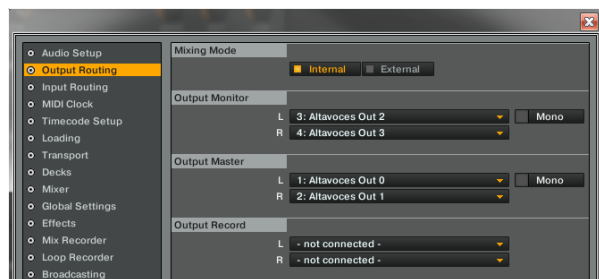 Audio Setup
Output Routing
Input Routing
MIDI Clock
Timecode Setup
Loading
Transport
Decks
Mixer
Global Settings
Effects
Mix Recorder
Loop Recorder
Broadcasting
Mixing Mode
Internal External
Output Monitor
L 3: Altavoces Out 2 Mono
R 4: Altavoces Out 3
Output Master
L 1: Altavoces Out 0 Mono
R 2: Altavoces Out 1
Output Record
L - not connected -
R - not connected -